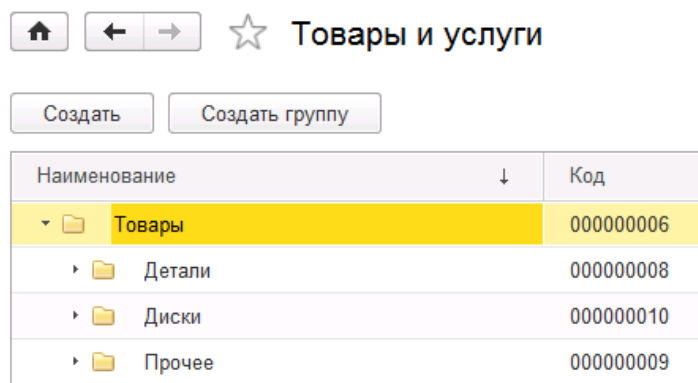 Товары и услуги
Создать Создать группу
Наименование ↓ Код
Товары 000000006
Детали 000000008
Диски 000000010
Прочее 000000009